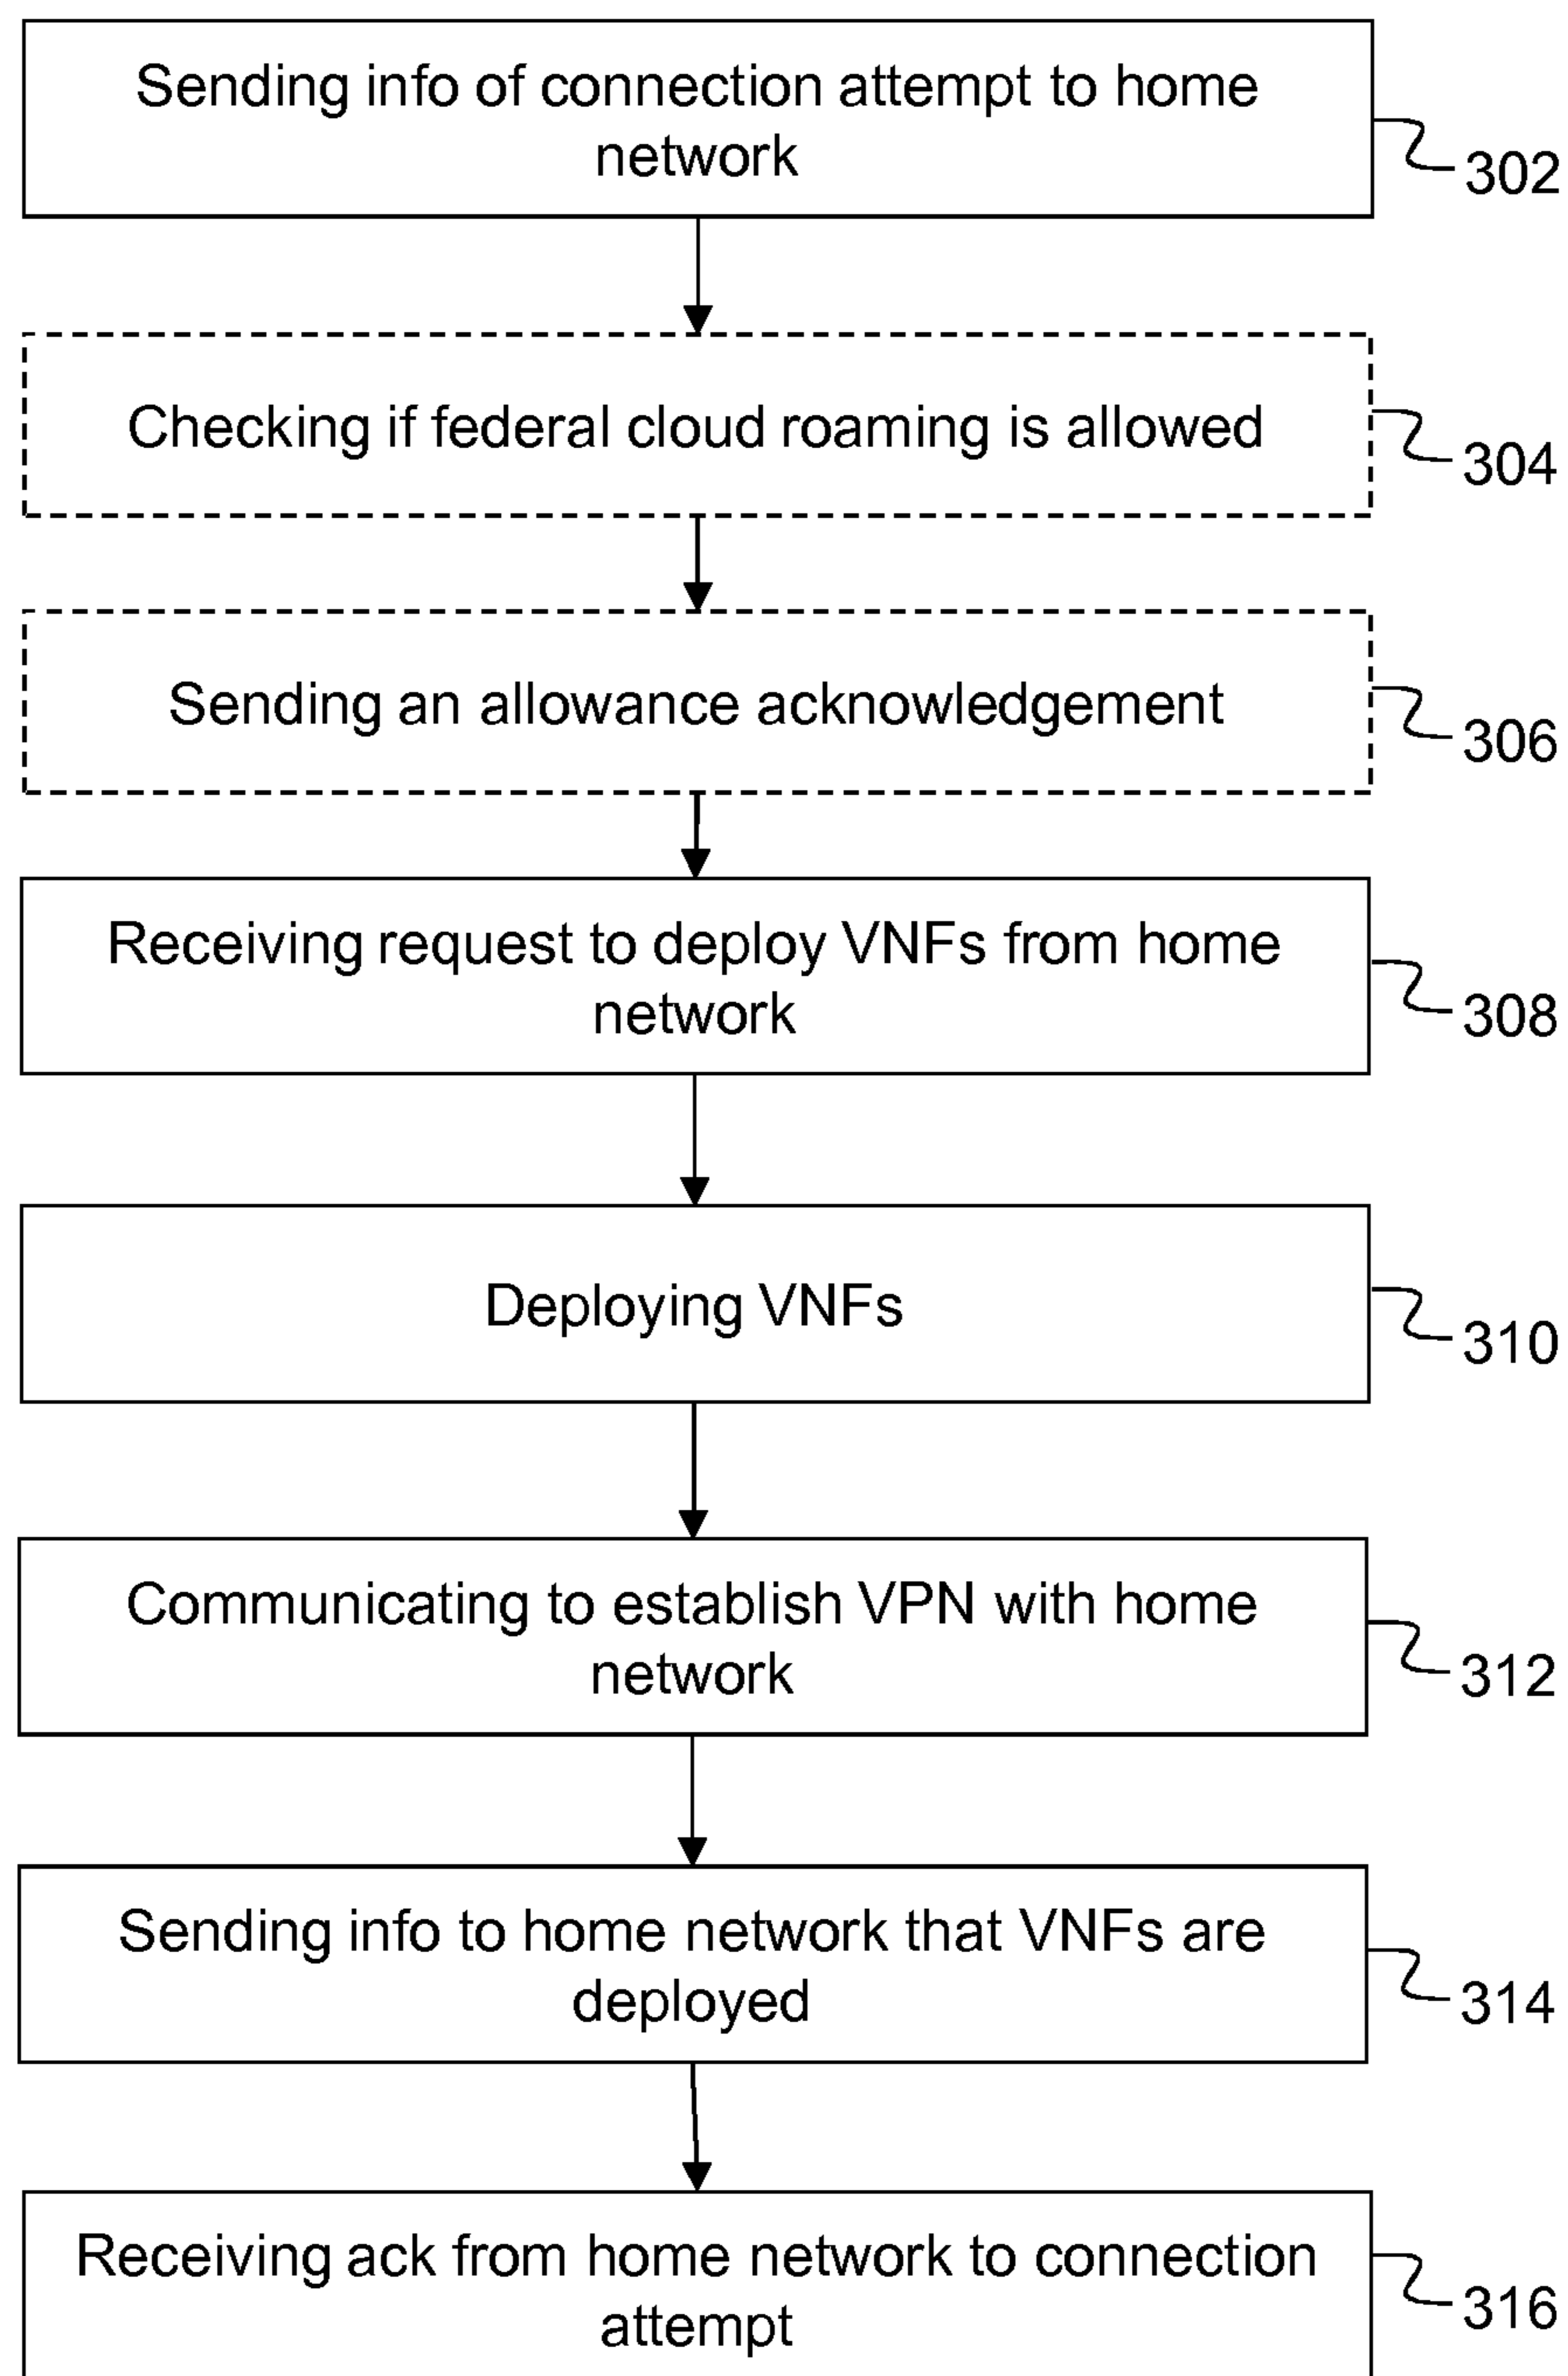 Sending info of connection attempt to home
network
302
Checking if federal cloud roaming is allowed
304
Sending an allowance acknowledgement
306
Receiving request to deploy VNFs from home
network
308
Deploying VNFs
310
Communicating to establish VPN with home
network
312
Sending info to home network that VNFs are
deployed
314
Receiving ack from home network to connection
attempt
316